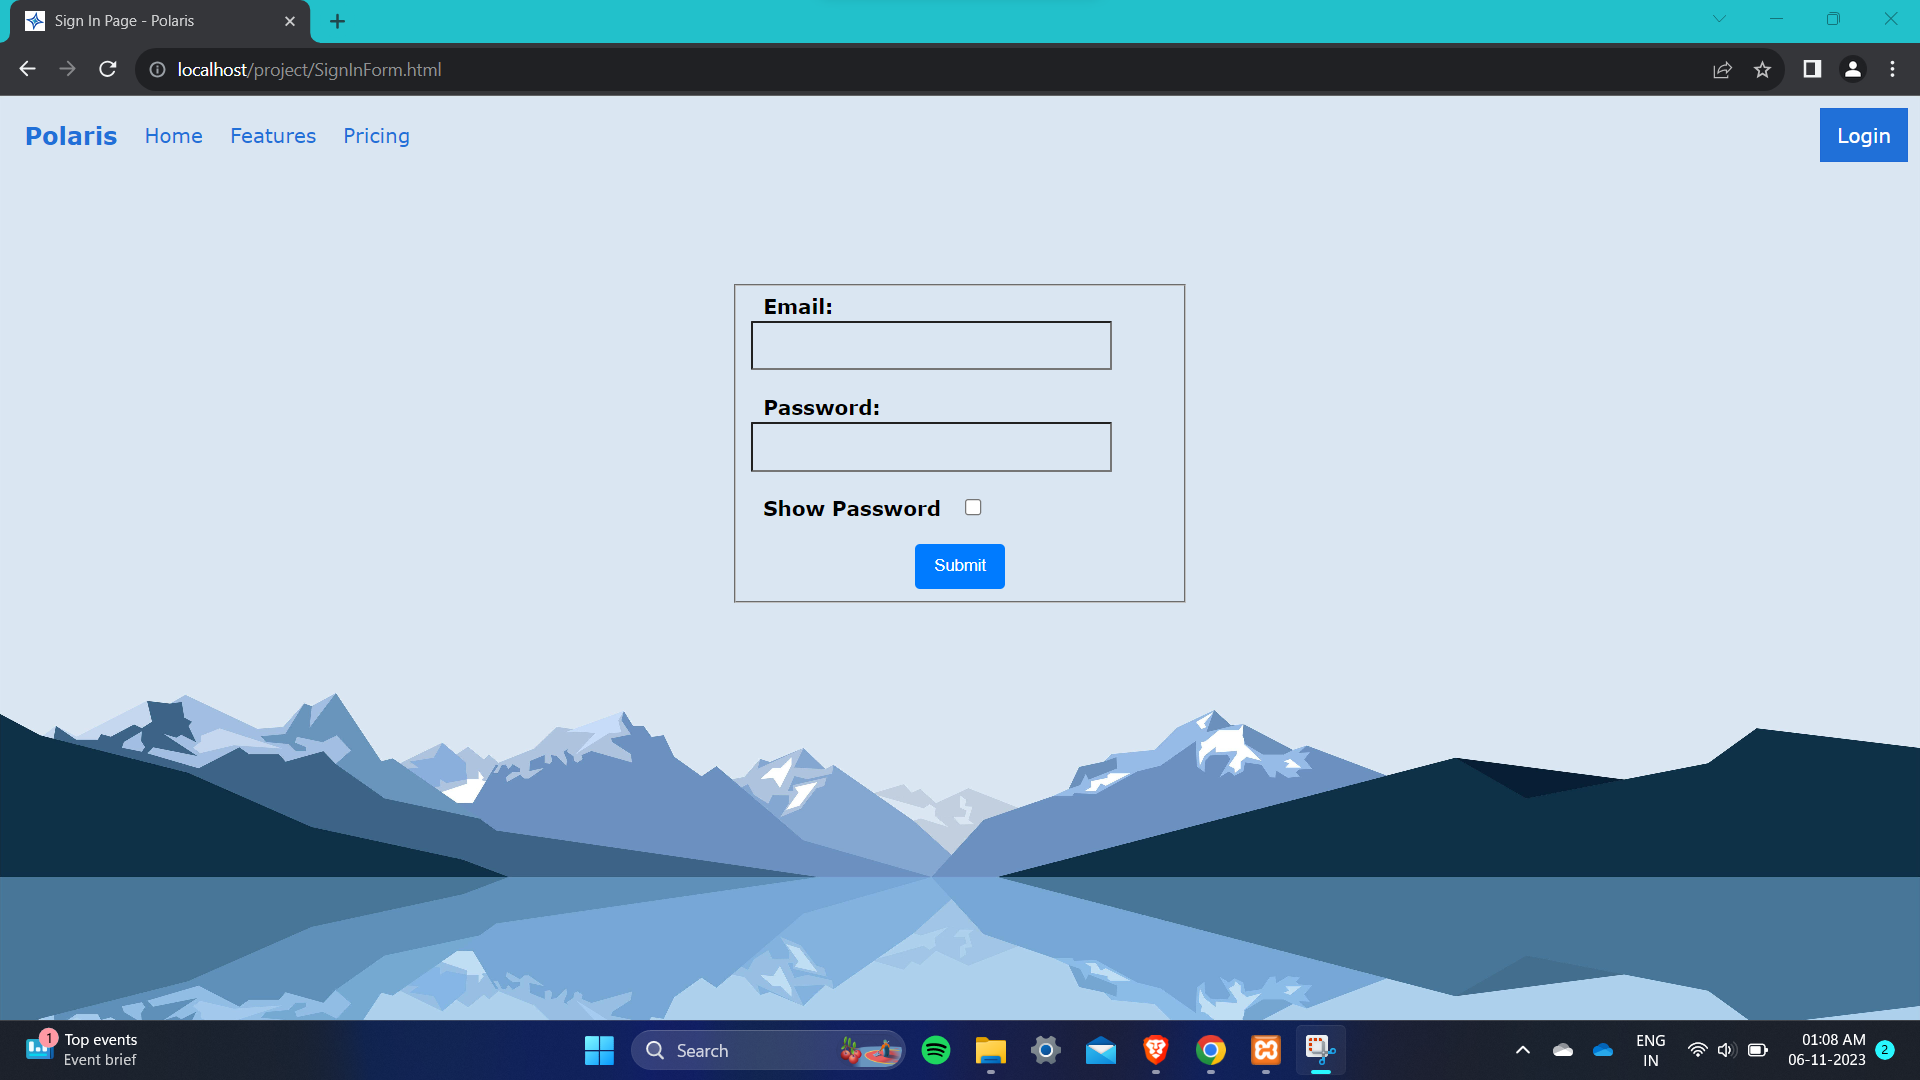 Sign In Page - Polaris
localhost/project/SignInForm.html
Polaris Home Features Pricing Login
Email:
Password:
Show Password
Submit
1 Top events
Event brief
Search
ENG
IN
01:08 AM
06-11-2023
2